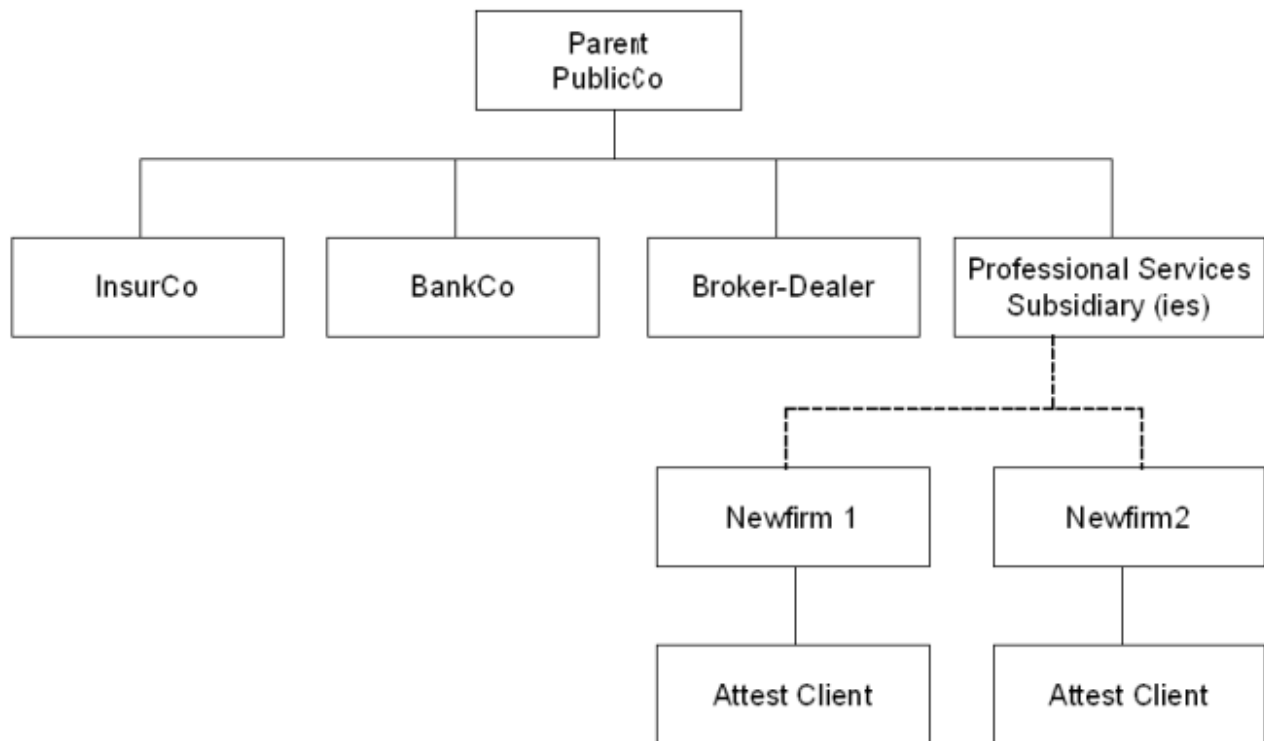 Parent
PublicCo
InsurCo
BankCo
Broker-Dealer
Professional Services
Subsidiary (ies)
Newfirm 1
Newfirm2
Attest Client
Attest Client